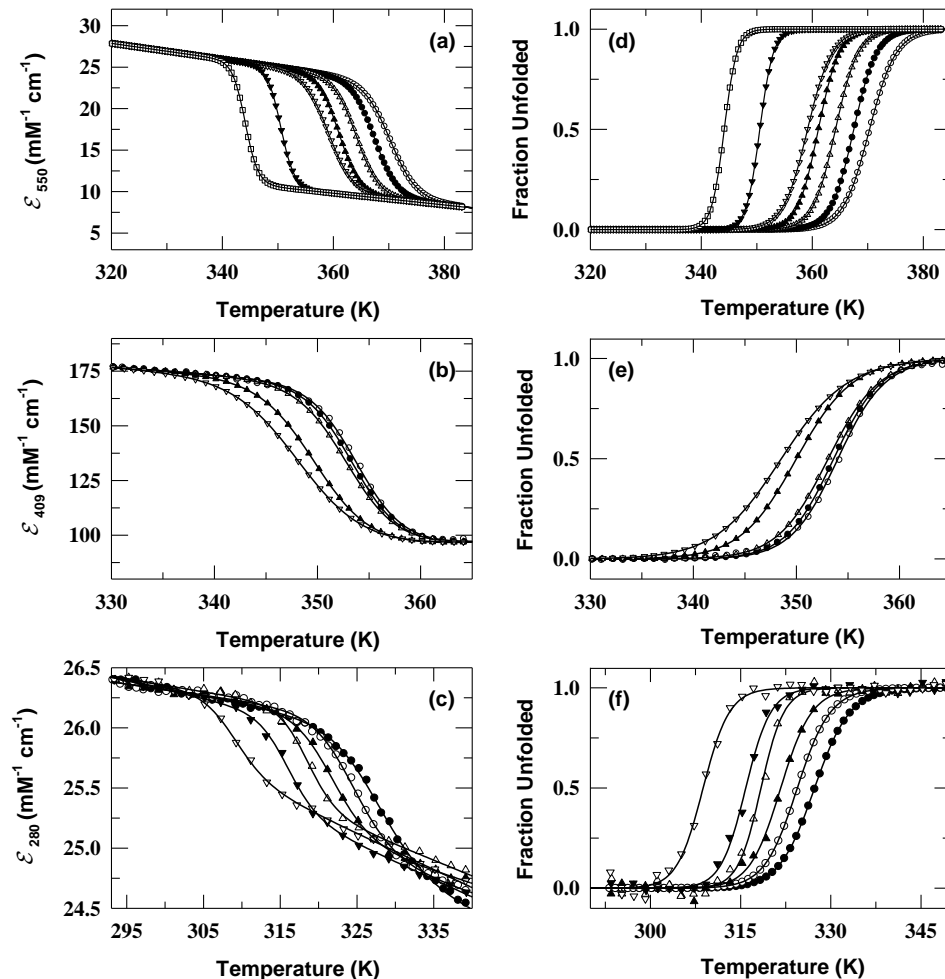 30
25
20
15
10
5
320
340
360
380
Temperature (K)
ℰ 550 (mM-1 cm-1)
(a)
1.0
0.5
0.0
320
340
360
380
Temperature (K)
Fraction Unfolded
(d)
175
150
125
100
330
340
350
360
Temperature (K)
ℰ 409 (mM-1 cm-1)
(b)
1.0
0.5
0.0
330
340
350
360
Temperature (K)
Fraction Unfolded
(e)
26.5
26.0
25.5
25.0
24.5
295
305
315
325
335
Temperature (K)
ℰ 280 (mM-1 cm-1)
(c)
1.0
0.5
0.0
300
315
330
345
Temperature (K)
Fraction Unfolded
(f)